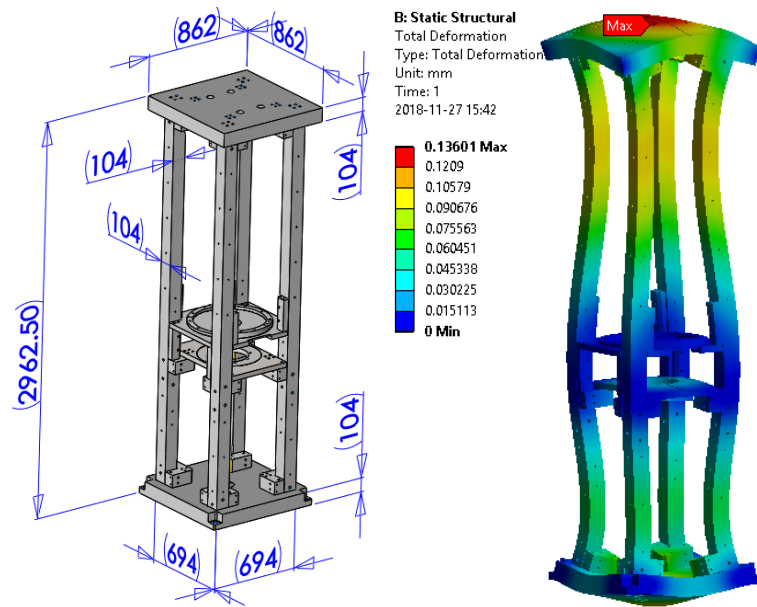 (862)
(862)
(104)
(104)
(104)
(2962.50)
(104)
(694)
(694)
B: Static Structural
Total Deformation
Type: Total Deformation
Unit: mm
Time: 1
2018-11-27 15:42
0.13601 Max
0.1209
0.10579
0.090676
0.075563
0.060451
0.045338
0.030225
0.015113
0 Min
Max